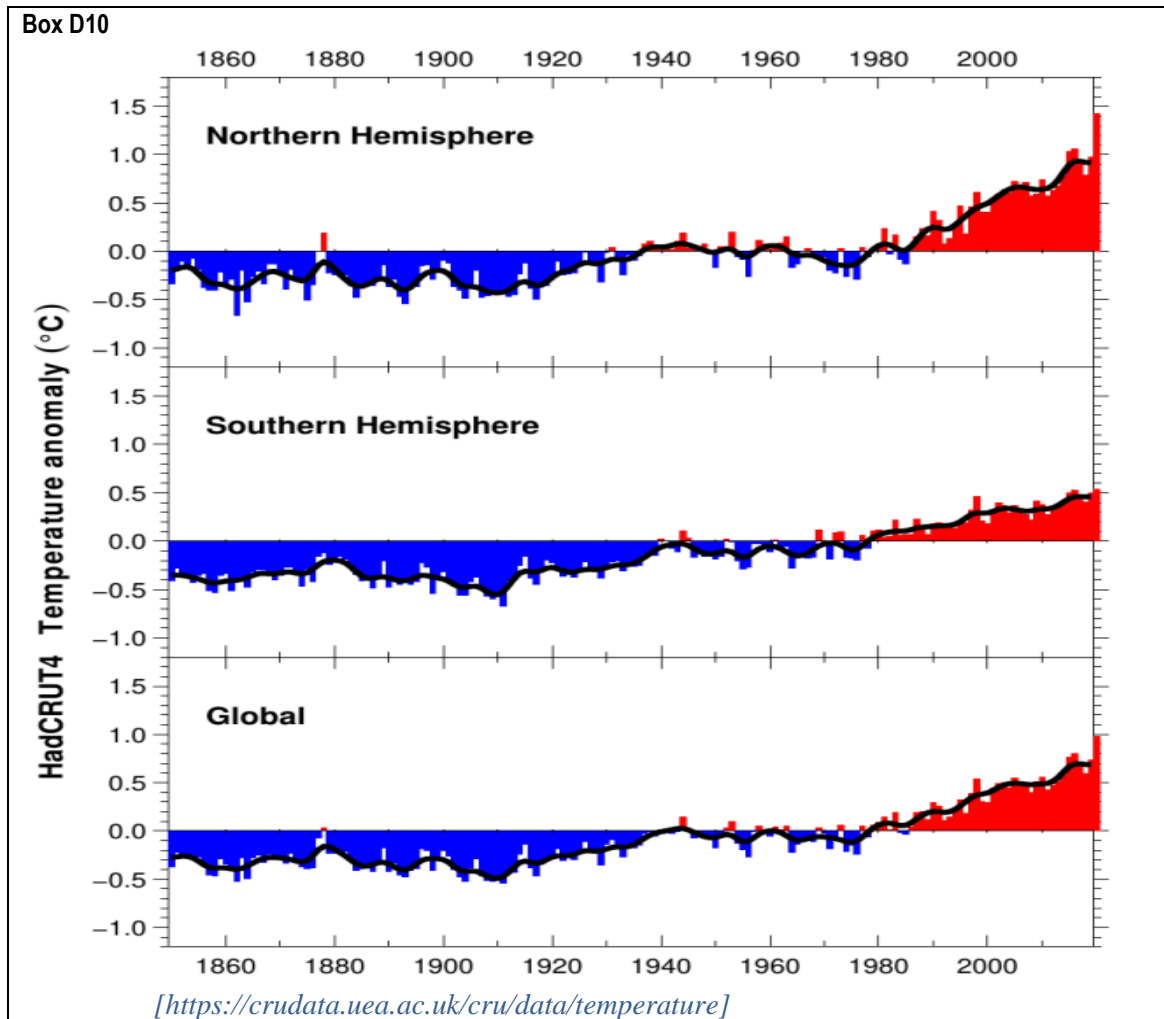 Box D10
1860 1880 1900 1920 1940 1960 1980 2000
HadCRUT4 Temperature anomaly (°C)
1.5
Northern Hemisphere
1.0
0.5
0.0
−0.5
−1.0
1.5
Southern Hemisphere
1.0
0.5
0.0
−0.5
−1.0
1.5
Global
1.0
0.5
0.0
−0.5
−1.0
1860 1880 1900 1920 1940 1960 1980 2000
[https://crudata.uea.ac.uk/cru/data/temperature]